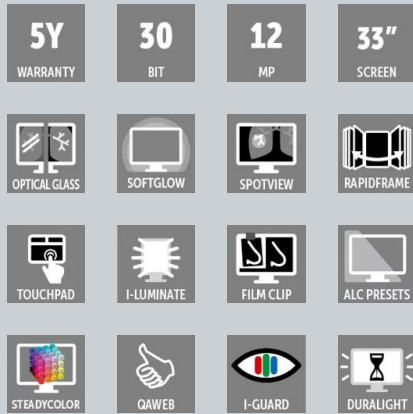 5Y
30
12
33”
WARRANTY
BIT
MP
SCREEN
OPTICAL GLASS
SOFTGLOW
SPOTVIEW
RAPIDFRAME
TOUCHPAD
I-LUMINATE
FILM CLIP
ALC PRESETS
STEADYCOLOR
QAWEB
I-GUARD
DURALIGHT